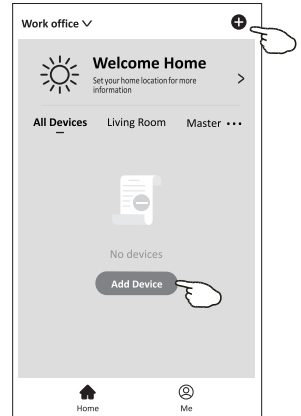 Work office
Welcome Home
Set your home location for more
information
All Devices Living Room Master
No devices
Add Device
Home Me